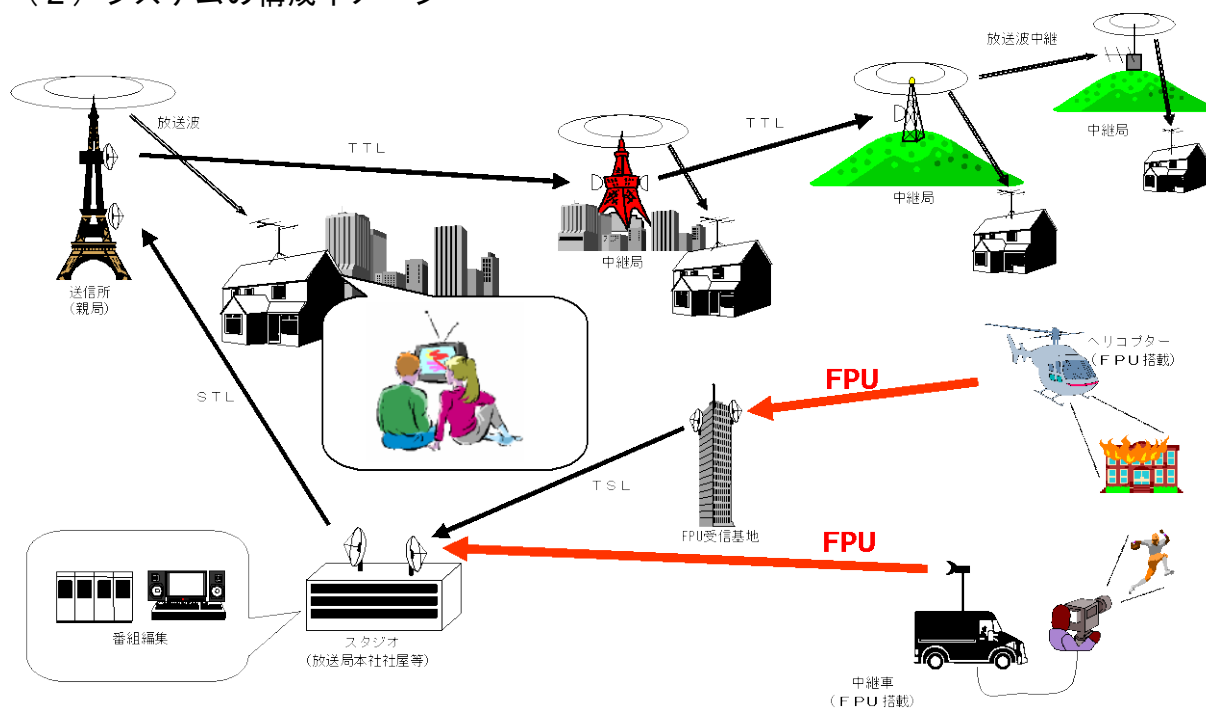 (2)システムの構成イメージ
放送波中継
放送波
TTL
TTL
中継局
中継局
中継局
送信所
(親局)
ヘリコプター
(FPU搭載)
FPU
STL
TSL
FPU受信基地
FPU
番組編集
スタジオ
(放送局本社社屋等)
中継車
(FPU搭載)